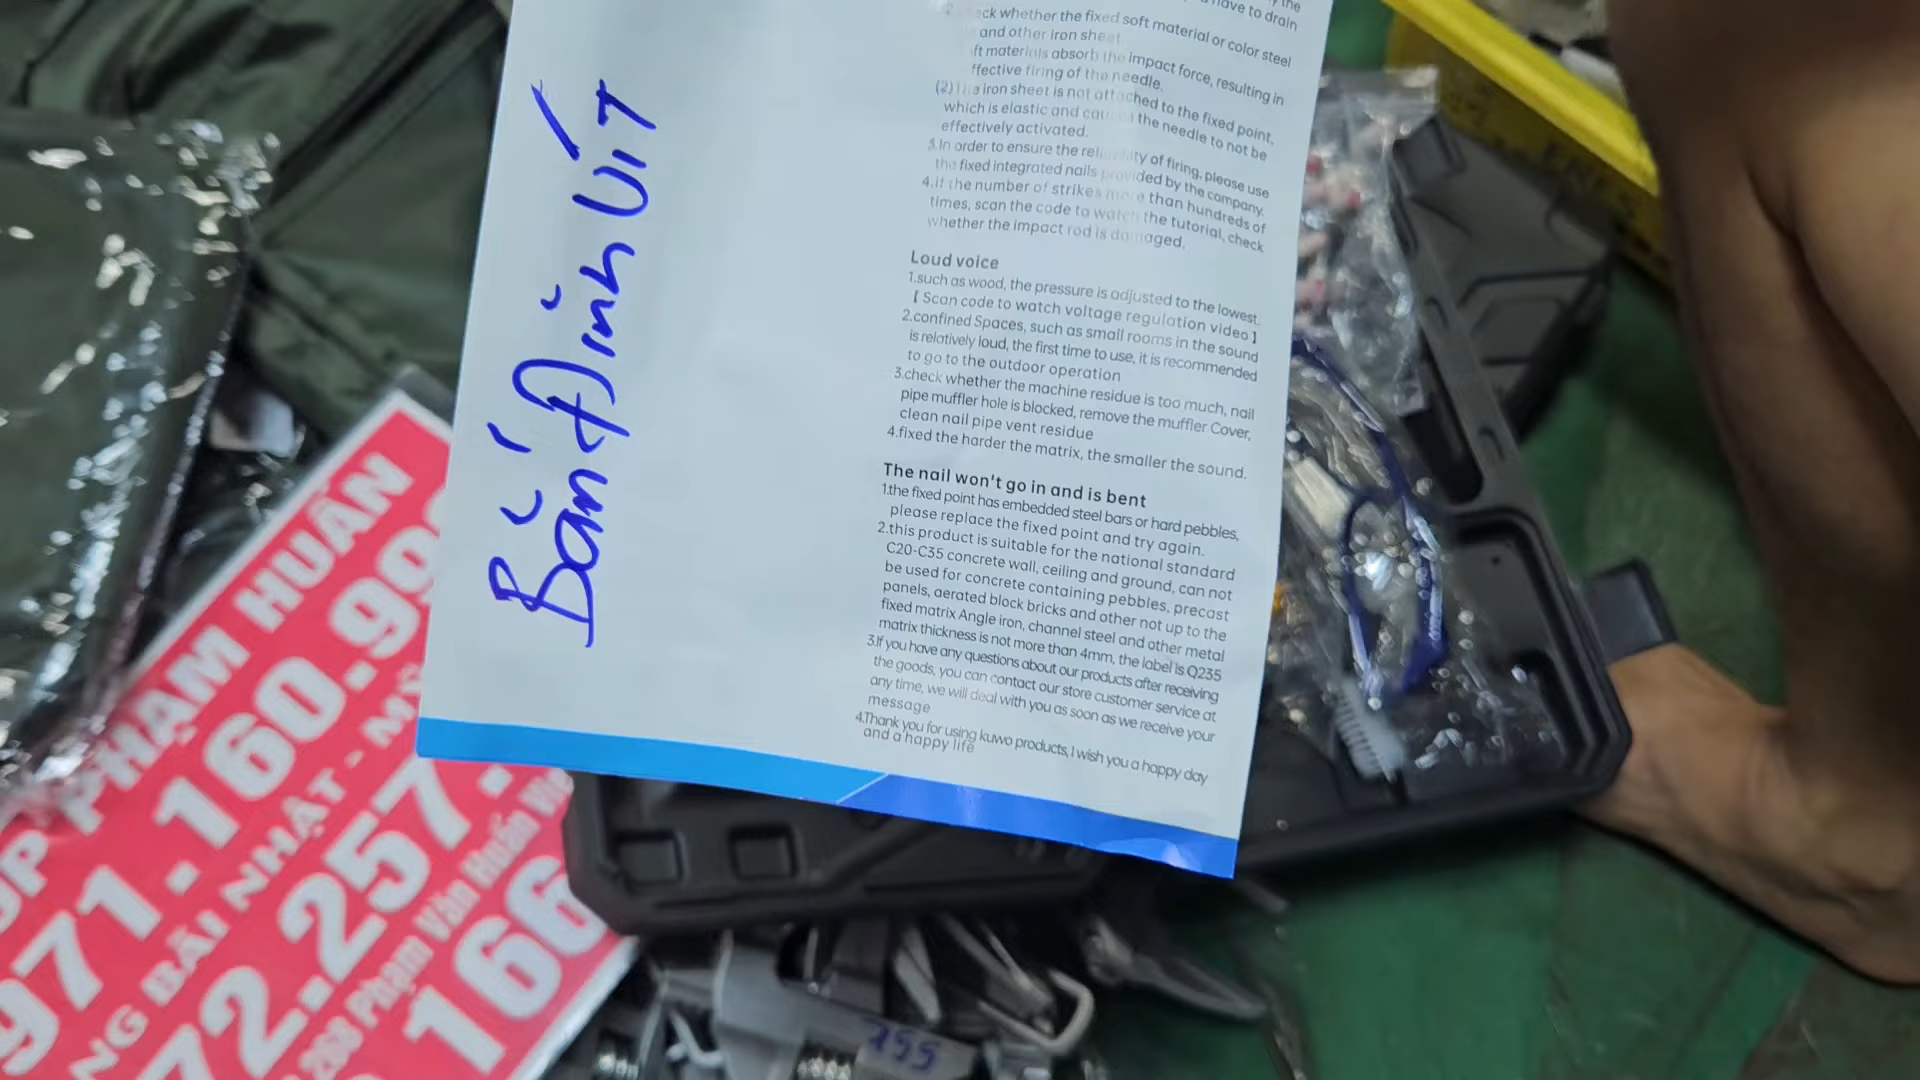 have to drain
whether the fixed soft material or color steel
and other iron sheet
materials absorb the impact force, resulting in
firing of the needle.
(2) iron sheet is not attached to the fixed point,
which is elastic and the needle to not be
effectively activated.
3.In order to ensure the of firing, please use
the fixed integrated nails provided by the company.
4.If the number of strikes more than hundreds of
times, scan the code to watch the tutorial, check
whether the impact rod is damaged.
Loud voice
1.such as wood, the pressure is adjusted to the lowest.
【 Scan code to watch voltage regulation video 】
2.confined Spaces, such as small rooms in the sound
is relatively loud, the first time to use, it is recommended
to go to the outdoor operation
3.check whether the machine residue is too much, nail
pipe muffler hole is blocked, remove the muffler Cover,
clean nail pipe vent residue
4.fixed the harder the matrix, the smaller the sound.
The nail won't go in and is bent
1.the fixed point has embedded steel bars or hard pebbles,
please replace the fixed point and try again.
2.this product is suitable for the national standard
C20-C35 concrete wall, ceiling and ground, can not
be used for concrete containing pebbles, precast
panels, aerated block bricks and other not up to the
fixed matrix Angle iron, channel steel and other metal
matrix thickness is not more than 4mm, the label is Q235
3.If you have any questions about our products after receiving
the goods, you can contact our store customer service at
any time, we will deal with you as soon as we receive your
message
4.Thank you for using kuwo products, I wish you a happy day
and a happy life
Bắn Đinh Vít
PHẠM HUÂN
971.160.99
BÃI NHẬT - MỸ
72.257.
268 Phạm Văn Huấn
166
255